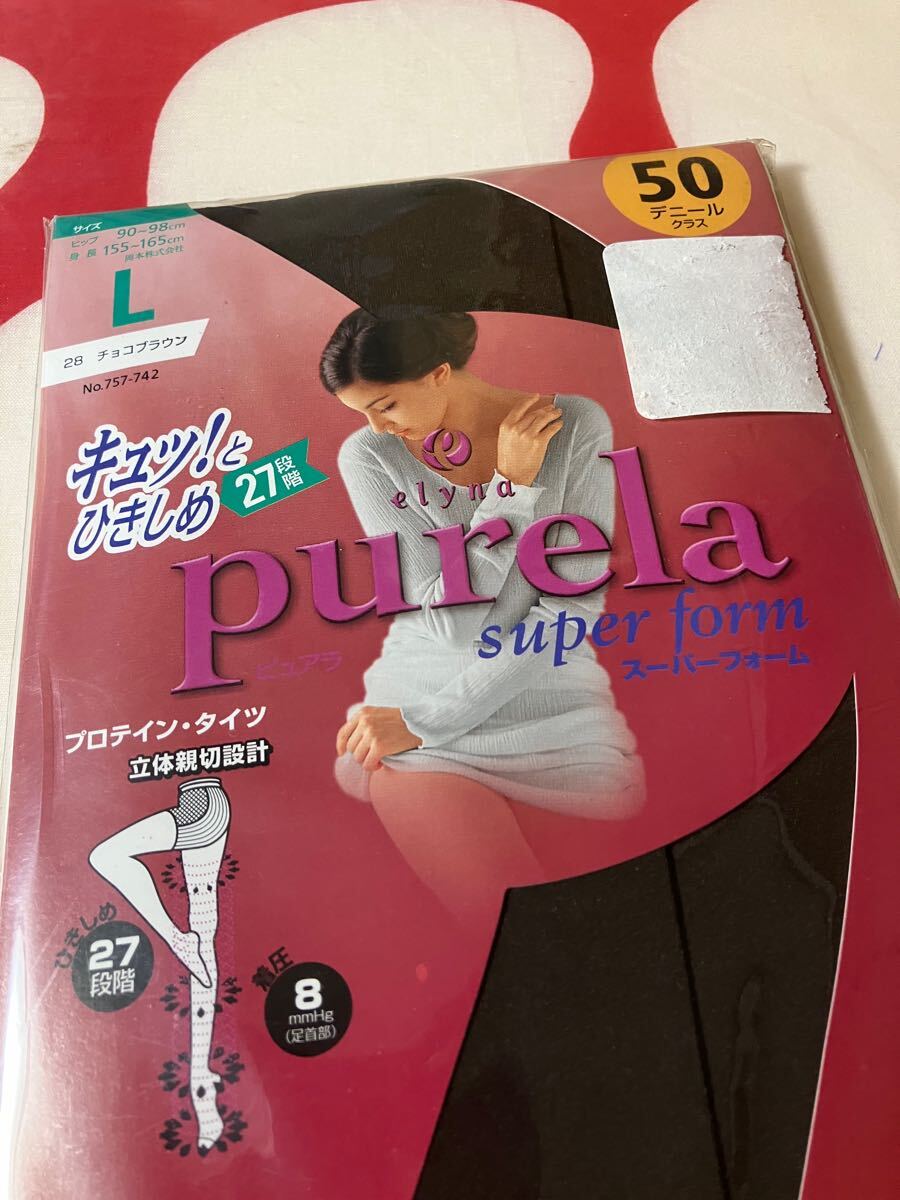 サイズ
ヒップ 90~98cm
身長 155~165cm
岡本株式会社
L
28 チョコブラウン
No.757-742
50
デニール
クラス
キュッ!と
ひきしめ
27段階
elyna
purela
super form
ピュアラ
スーパーフォーム
プロテイン・タイツ
立体親切設計
ひきしめ
27
段階
着圧
8
mmHg
(足首部)